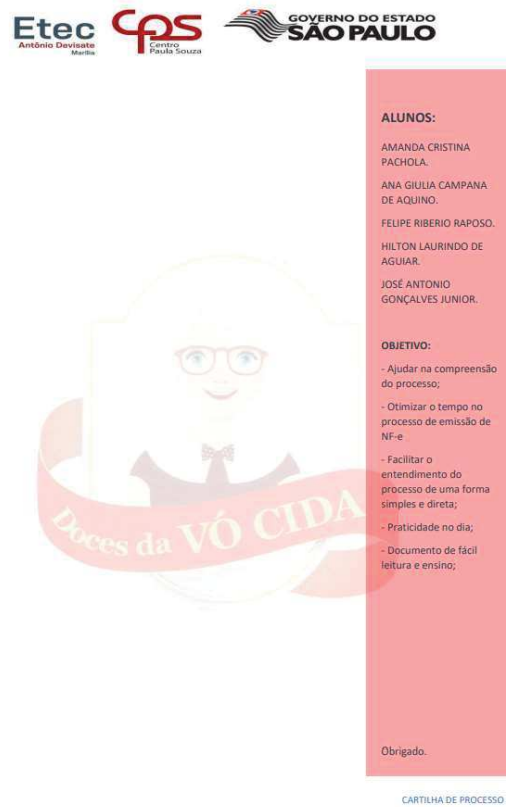 Etec
Antônio Devisate
Marília
CPS
Centro
Paula Souza
GOVERNO DO ESTADO
SÃO PAULO
ALUNOS:
AMANDA CRISTINA
PACHOLA.
ANA GIULIA CAMPANA
DE AQUINO.
FELIPE RIBERIO RAPOSO.
HILTON LAURINDO DE
AGUIAR.
JOSÉ ANTONIO
GONÇALVES JUNIOR.
OBJETIVO:
- Ajudar na compreensão
do processo;
- Otimizar o tempo no
processo de emissão de
NF-e
- Facilitar o
entendimento do
processo de uma forma
simples e direta;
- Praticidade no dia;
- Documento de fácil
leitura e ensino;
Doces da VÓ CIDA
Obrigado.
CARTILHA DE PROCESSO